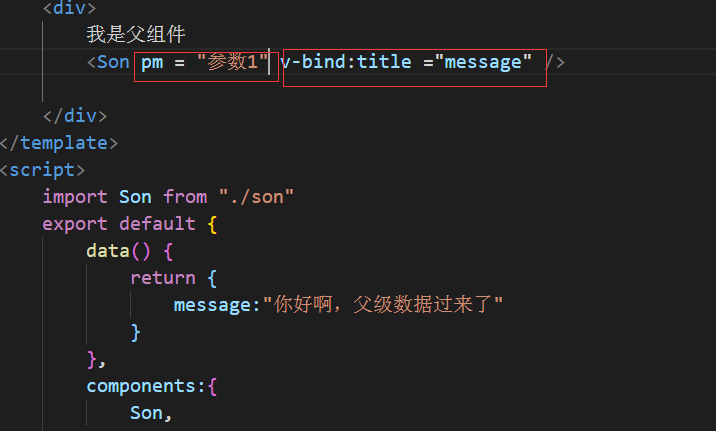 <div>
我是父组件
<Son pm = "参数1" v-bind:title ="message" />
</div>
</template>
<script>
import Son from "./son"
export default {
data() {
return {
message:"你好啊，父级数据过来了"
}
},
components:{
Son,